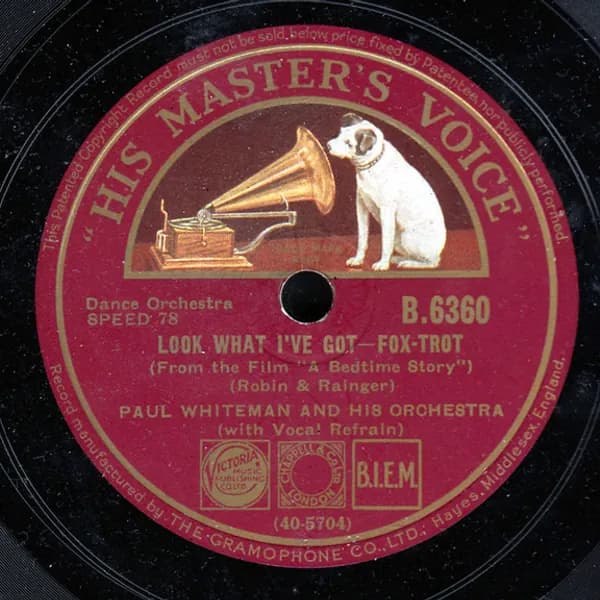 This Patented Copyright Record must not be sold below price fixed by Patentee, nor publicly performed.
"HIS MASTER'S VOICE"
Dance Orchestra
SPEED 78
B.6360
LOOK WHAT I'VE GOT—FOX-TROT
(From the Film "A Bedtime Story")
(Robin & Rainger)
PAUL WHITEMAN AND HIS ORCHESTRA
(with Vocal Refrain)
VICTORIA
MUSIC
PUBLISHING
CO. LTD.
CHAPPELL & Co LTD
LONDON
B.I.E.M.
(40-5704)
Record manufactured by THE GRAMOPHONE CO., LTD., Hayes, Middlesex, England.